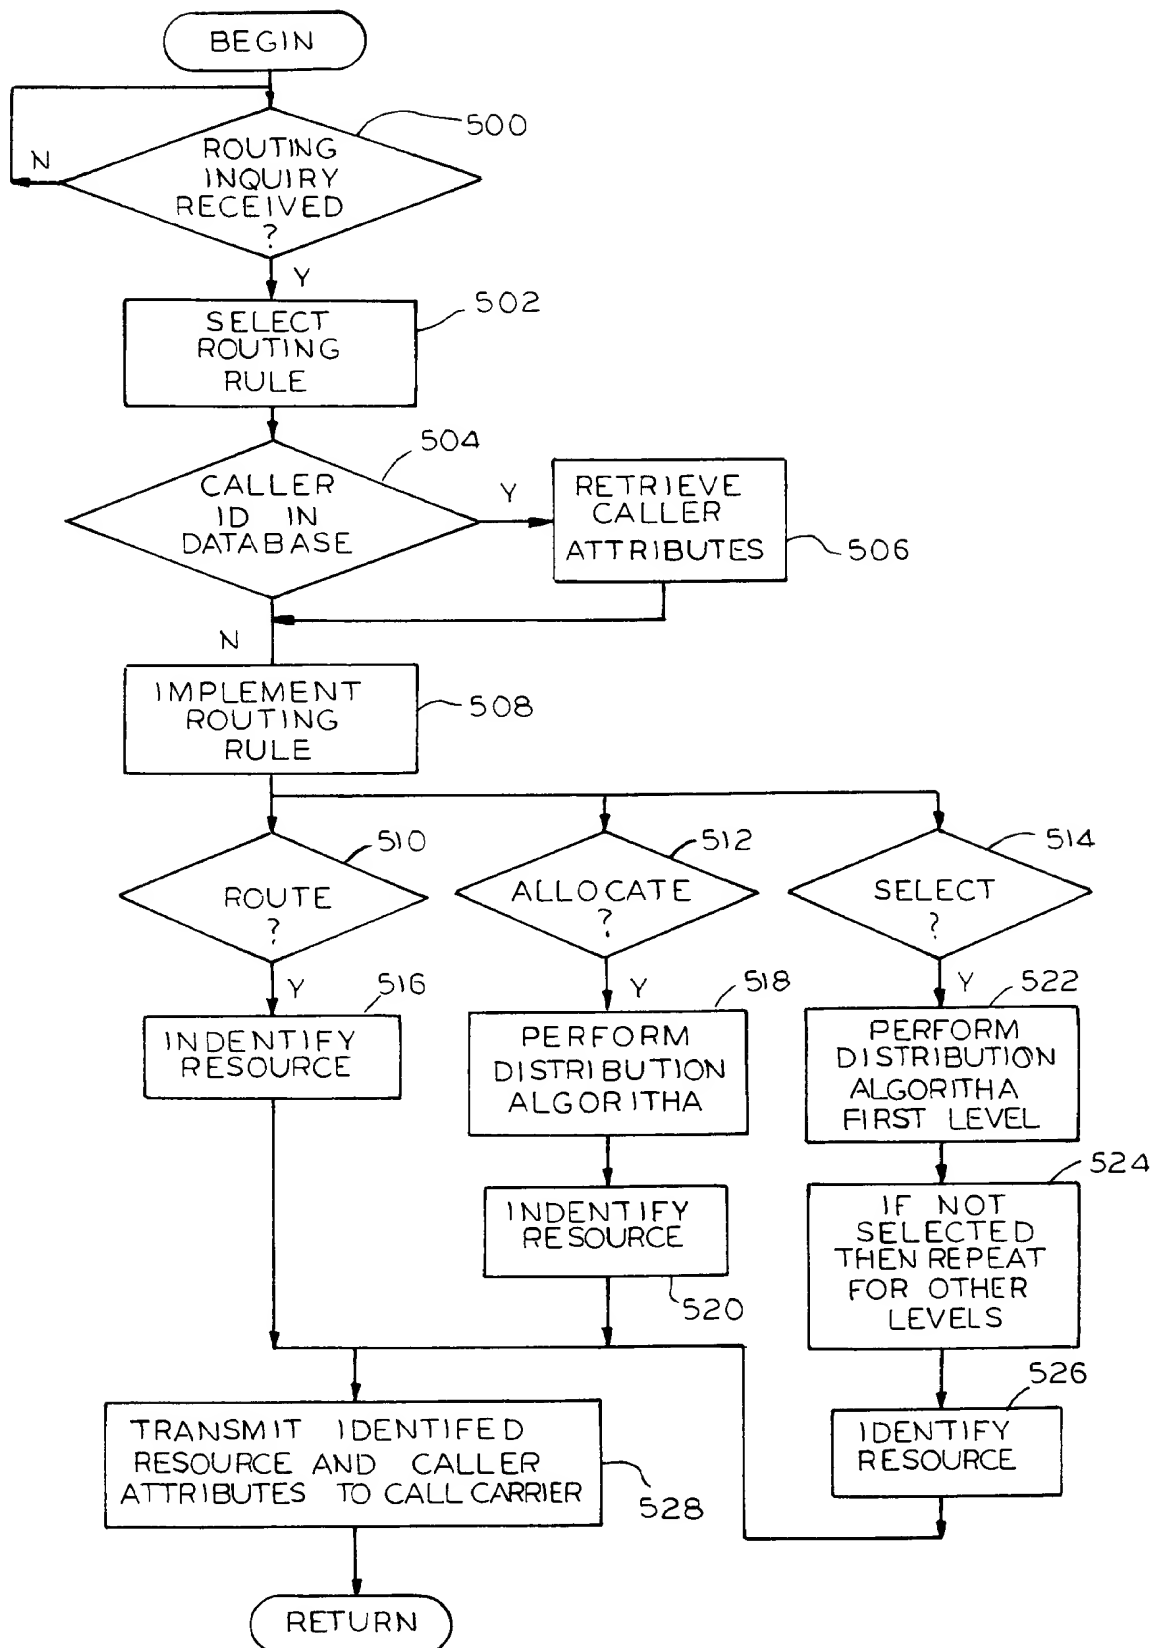 BEGIN
500
ROUTING
INQUIRY
RECEIVED
?
N
Y
502
SELECT
ROUTING
RULE
504
CALLER
ID IN
DATABASE
Y
RETRIEVE
CALLER
ATTRIBUTES
506
N
IMPLEMENT
ROUTING
RULE
508
510
ROUTE
?
512
ALLOCATE
?
514
SELECT
?
Y
516
INDENTIFY
RESOURCE
Y
518
PERFORM
DISTRIBUTION
ALGORITHA
INDENTIFY
RESOURCE
520
Y
522
PERFORM
DISTRIBUTION
ALGORITHA
FIRST LEVEL
524
IF NOT
SELECTED
THEN REPEAT
FOR OTHER
LEVELS
526
IDENTIFY
RESOURCE
TRANSMIT IDENTIFED
RESOURCE AND CALLER
ATTRIBUTES TO CALL CARRIER
528
RETURN